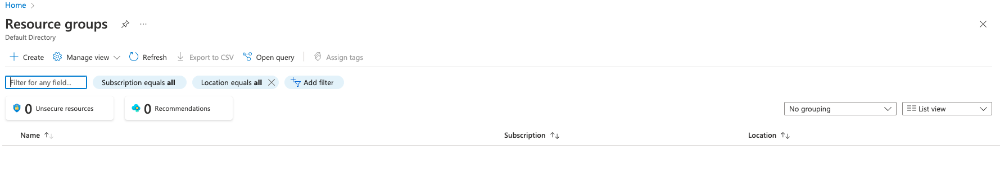 Home
Resource groups
Default Directory
Create Manage view Refresh Export to CSV Open query Assign tags
Filter for any field... Subscription equals all Location equals all Add filter
0 Unsecure resources 0 Recommendations No grouping List view
Name Subscription Location